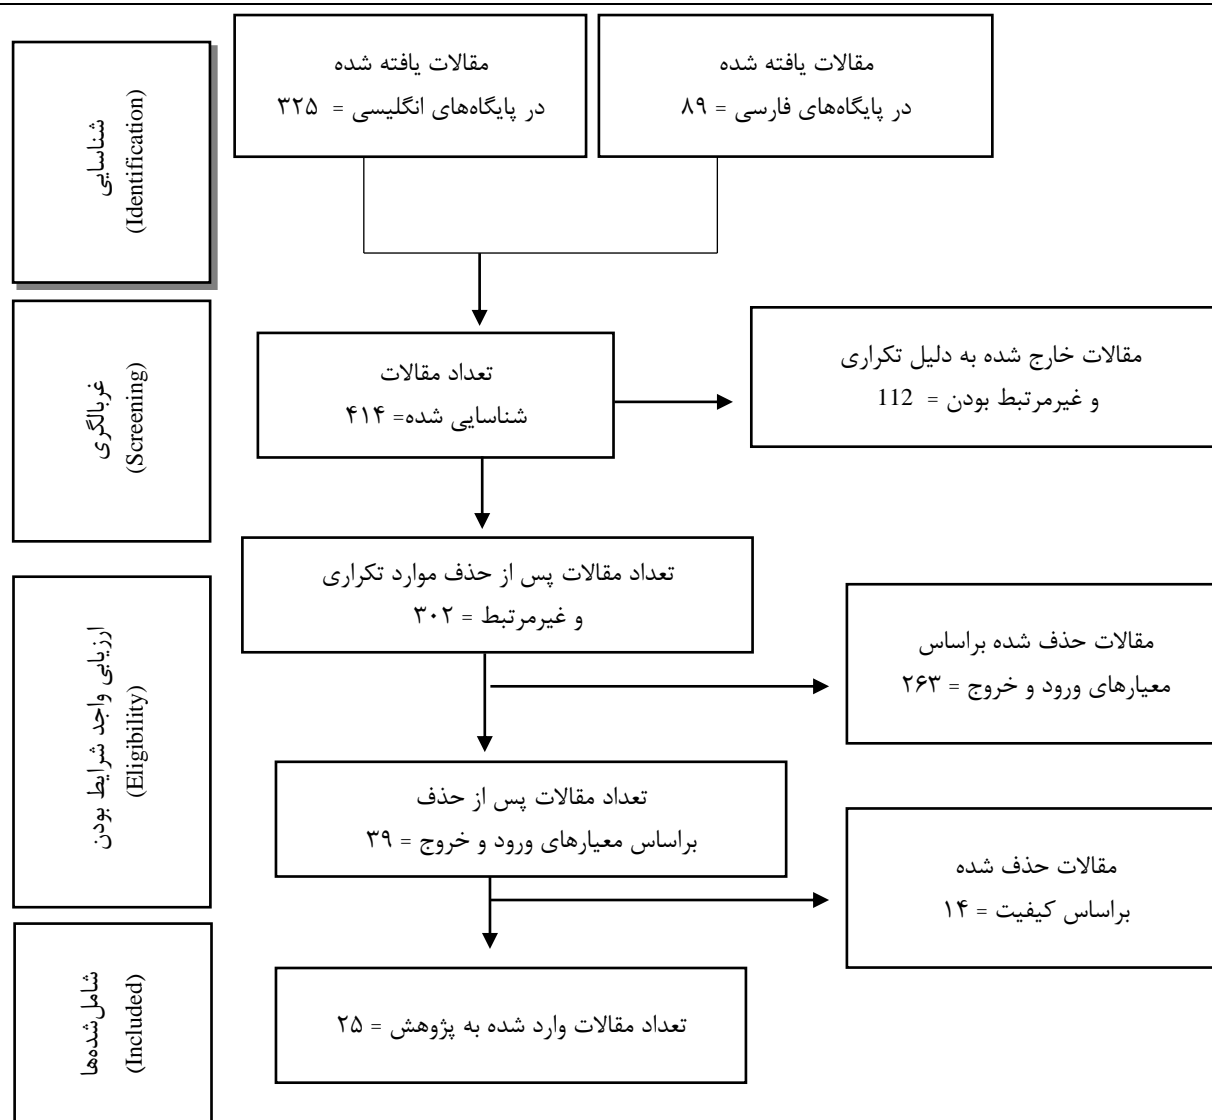 شناسایی
(Identification)
مقالات یافته شده
در پایگاه‌های فارسی = ۸۹
مقالات یافته شده
در پایگاه‌های انگلیسی = ۳۲۵
غربالگری
(Screening)
تعداد مقالات
شناسایی شده= ۴۱۴
مقالات خارج شده به دلیل تکراری
و غیرمرتبط بودن = 112
تعداد مقالات پس از حذف موارد تکراری
و غیرمرتبط = ۳۰۲
ارزیابی واجد شرایط بودن
(Eligibility)
مقالات حذف شده براساس
معیارهای ورود و خروج = ۲۶۳
تعداد مقالات پس از حذف
براساس معیارهای ورود و خروج = ۳۹
مقالات حذف شده
براساس کیفیت = ۱۴
شامل‌شده‌ها
(Included)
تعداد مقالات وارد شده به پژوهش = ۲۵